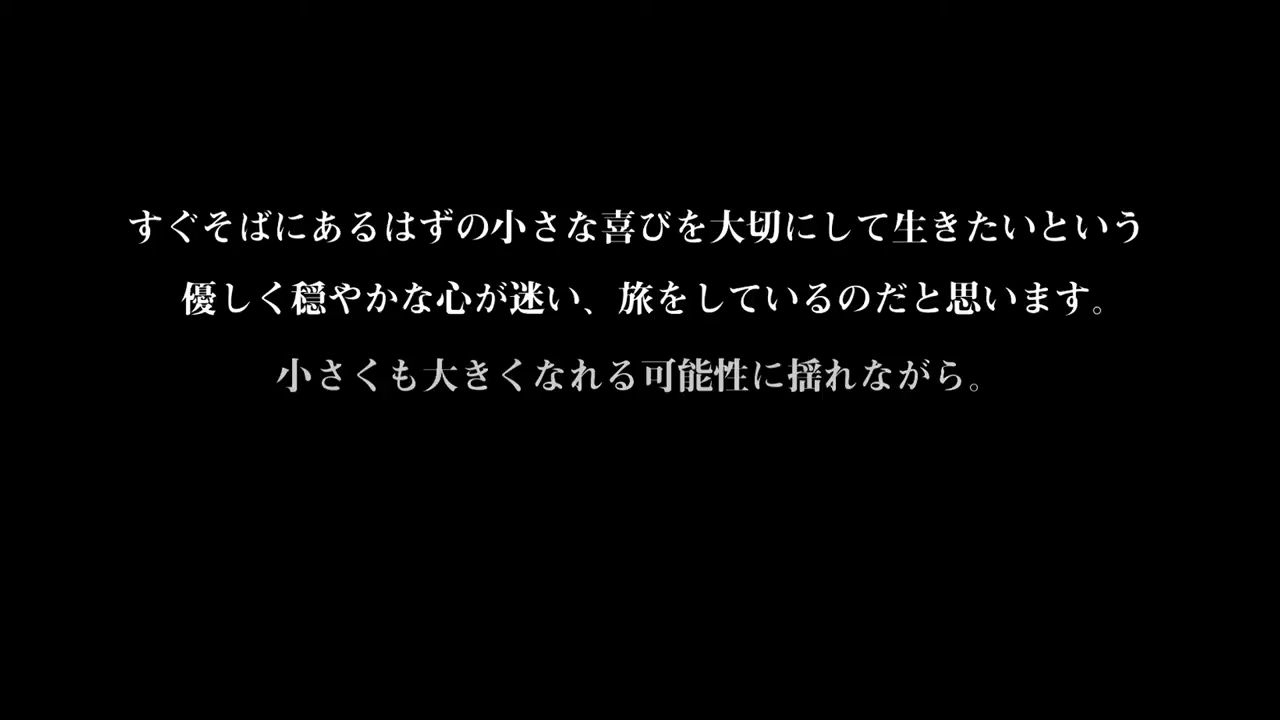 すぐそばにあるはずの小さな喜びを大切にして生きたいという
優しく穏やかな心が迷い、旅をしているのだと思います。
小さくも大きくなれる可能性に揺れながら。